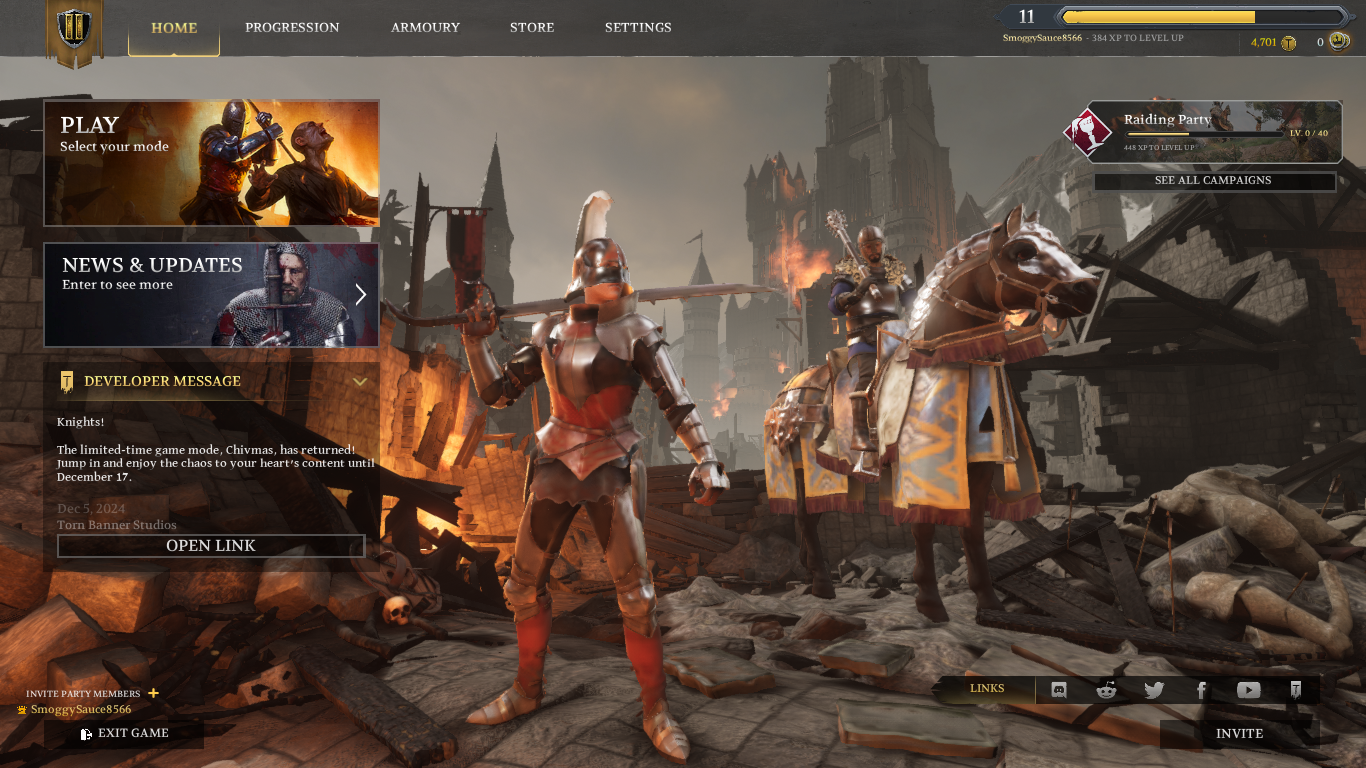 HOME
PROGRESSION
ARMOURY
STORE
SETTINGS
11
SmoggySauce8566 - 384 XP TO LEVEL UP
4,701
0
PLAY
Select your mode
NEWS & UPDATES
Enter to see more
DEVELOPER MESSAGE
Knights!
The limited-time game mode, Chivmas, has returned!
Jump in and enjoy the chaos to your heart's content until
December 17.
Dec 5, 2024
Torn Banner Studios
OPEN LINK
Raiding Party
LV. 0 / 40
448 XP TO LEVEL UP
SEE ALL CAMPAIGNS
INVITE PARTY MEMBERS
SmoggySauce8566
EXIT GAME
LINKS
INVITE